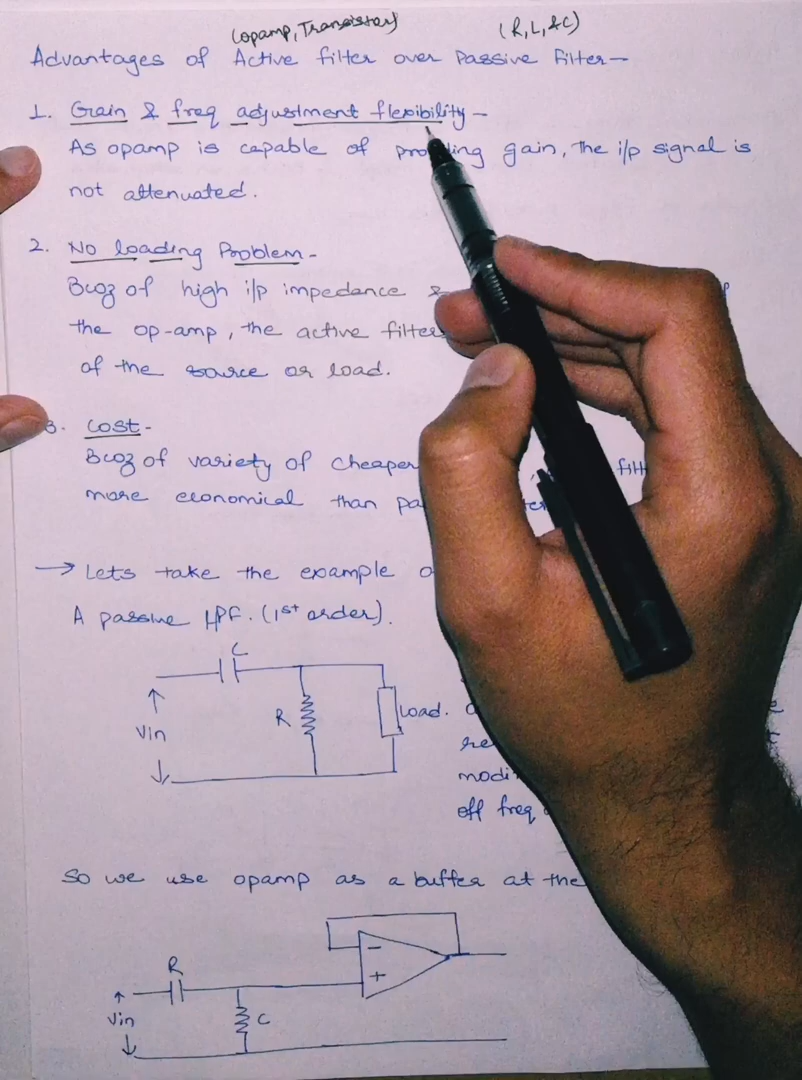 (opamp, Transistor) (R, L, &C)
Advantages of Active filter over Passive Filter-
1. Gain & freq adjustment flexibility-
As opamp is capable of gain, the i/p signal is
not attenuated.
2. No loading Problem-
Bcoz of high i/p impedance &
the op-amp, the active filter
of the source or load.
3. Cost-
Bcoz of variety of cheaper
more economical than
→ Lets take the example
A passive HPF. (1st order).
C
Vin
R
Load.
off freq
So we use opamp as a buffer at the
R
-
+
Vin
C